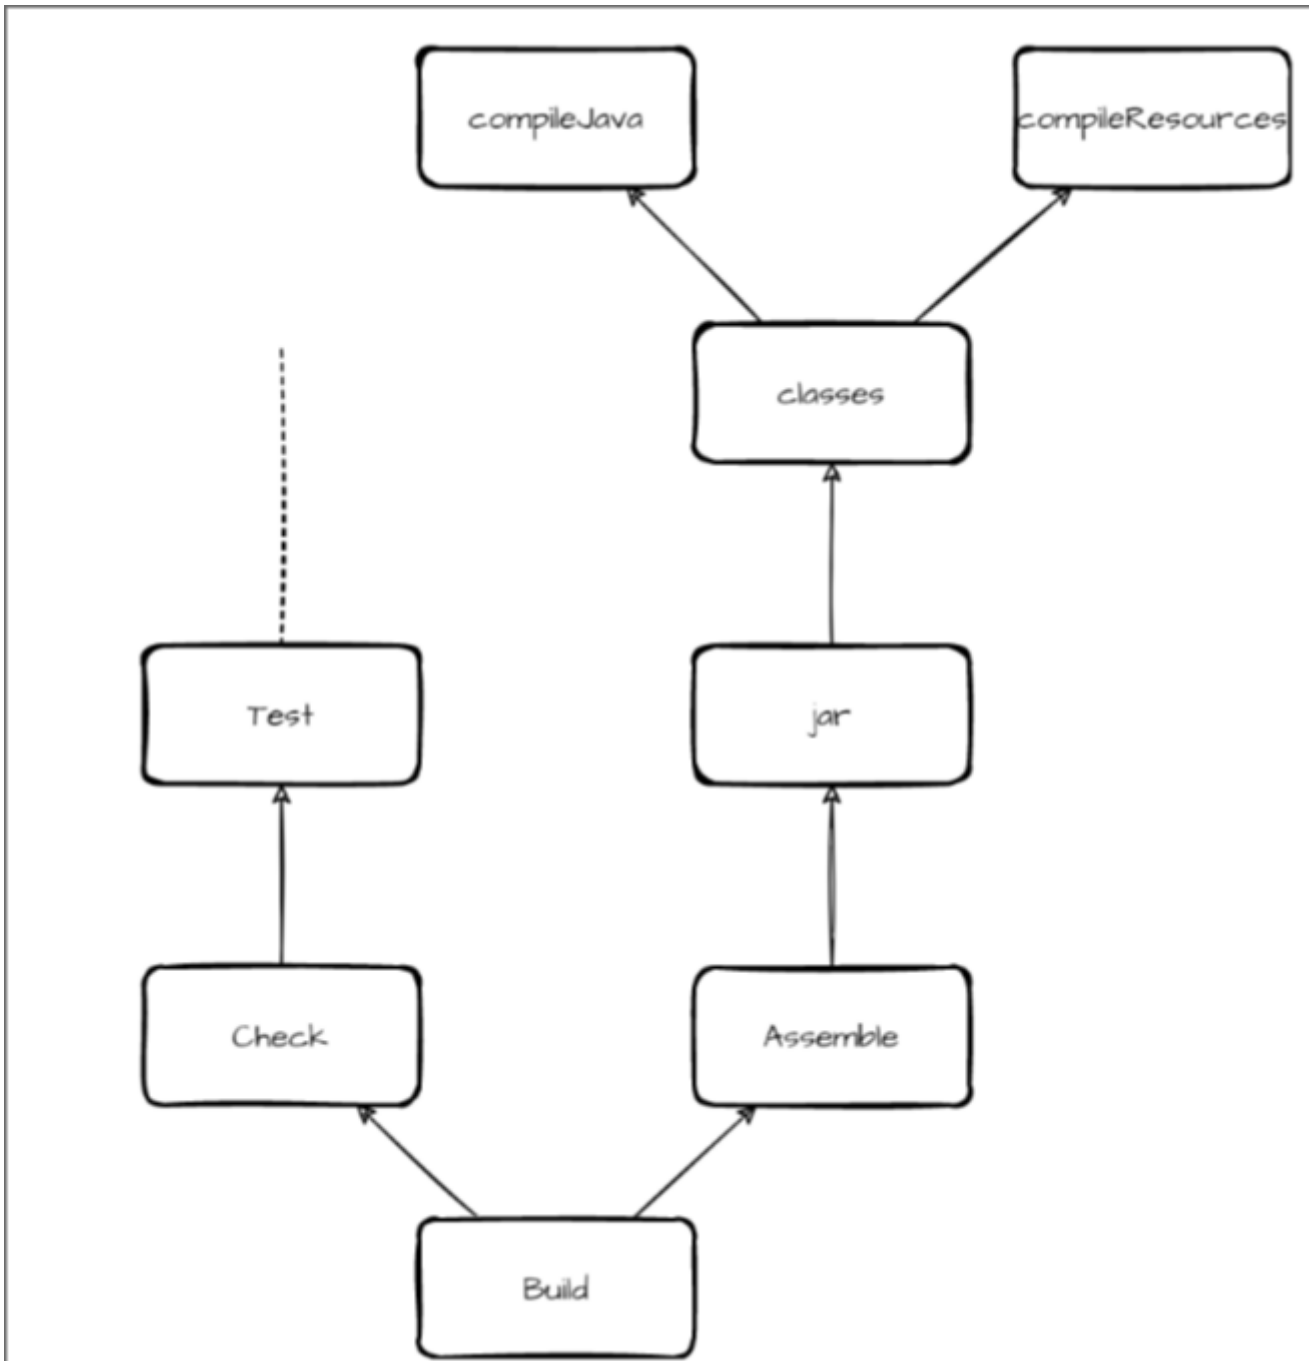 compileJava
compileResources
classes
Test
jar
Check
Assemble
Build